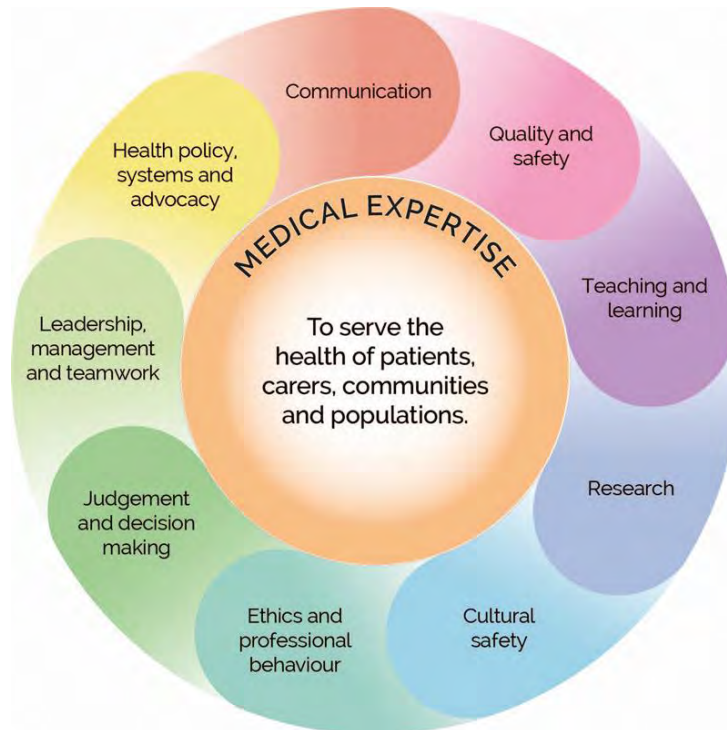 Communication
Quality and
safety
Teaching and
learning
Research
Cultural
safety
Ethics and
professional
behaviour
Judgement
and decision
making
Leadership,
management
and teamwork
Health policy,
systems and
advocacy
MEDICAL EXPERTISE
To serve the
health of patients,
carers, communities
and populations.